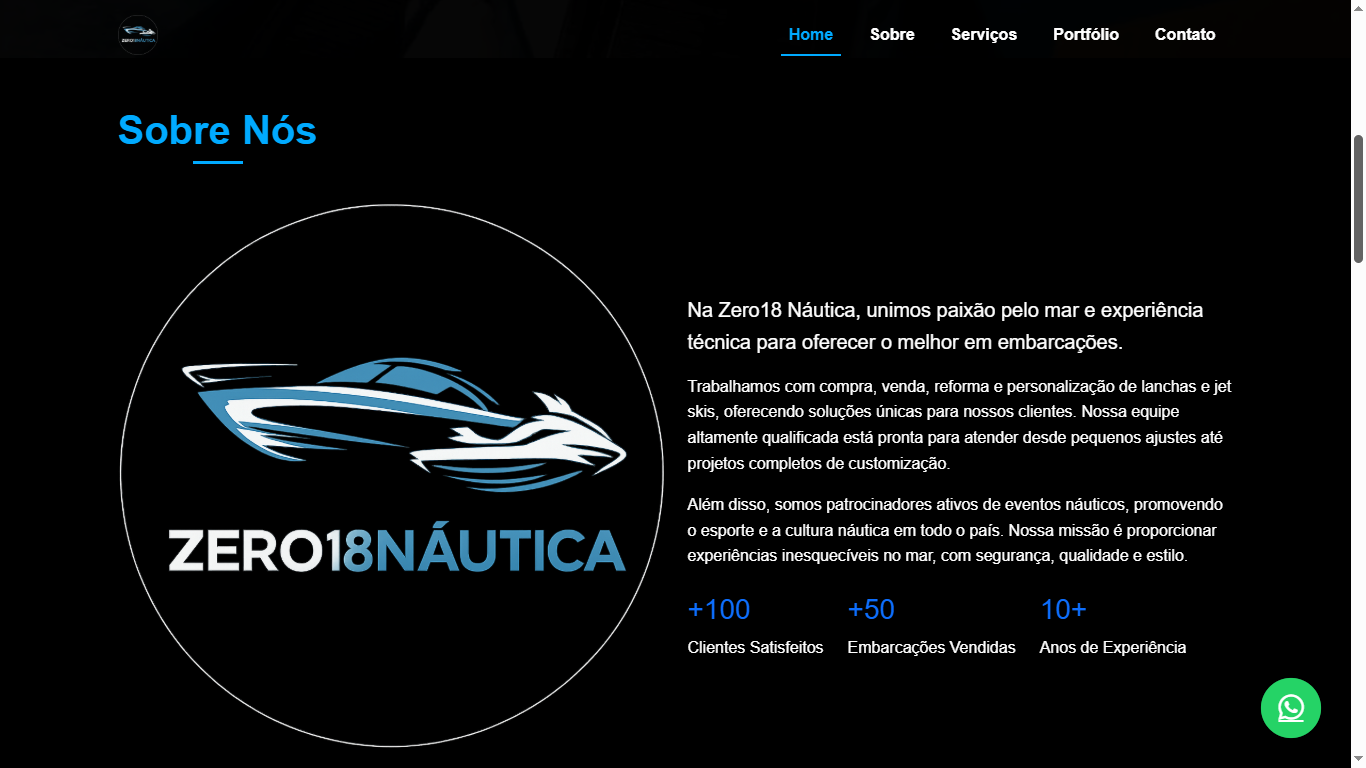 ZERO18NÁUTICA
Home Sobre Serviços Portfólio Contato
Sobre Nós
ZERO18NÁUTICA
Na Zero18 Náutica, unimos paixão pelo mar e experiência
técnica para oferecer o melhor em embarcações.
Trabalhamos com compra, venda, reforma e personalização de lanchas e jet
skis, oferecendo soluções únicas para nossos clientes. Nossa equipe
altamente qualificada está pronta para atender desde pequenos ajustes até
projetos completos de customização.
Além disso, somos patrocinadores ativos de eventos náuticos, promovendo
o esporte e a cultura náutica em todo o país. Nossa missão é proporcionar
experiências inesquecíveis no mar, com segurança, qualidade e estilo.
+100 +50 10+
Clientes Satisfeitos Embarcações Vendidas Anos de Experiência